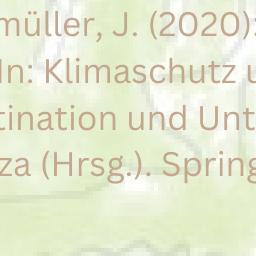 müller, J. (2020):
In: Klimaschutz u
tination und Unt
za (Hrsg.). Spring